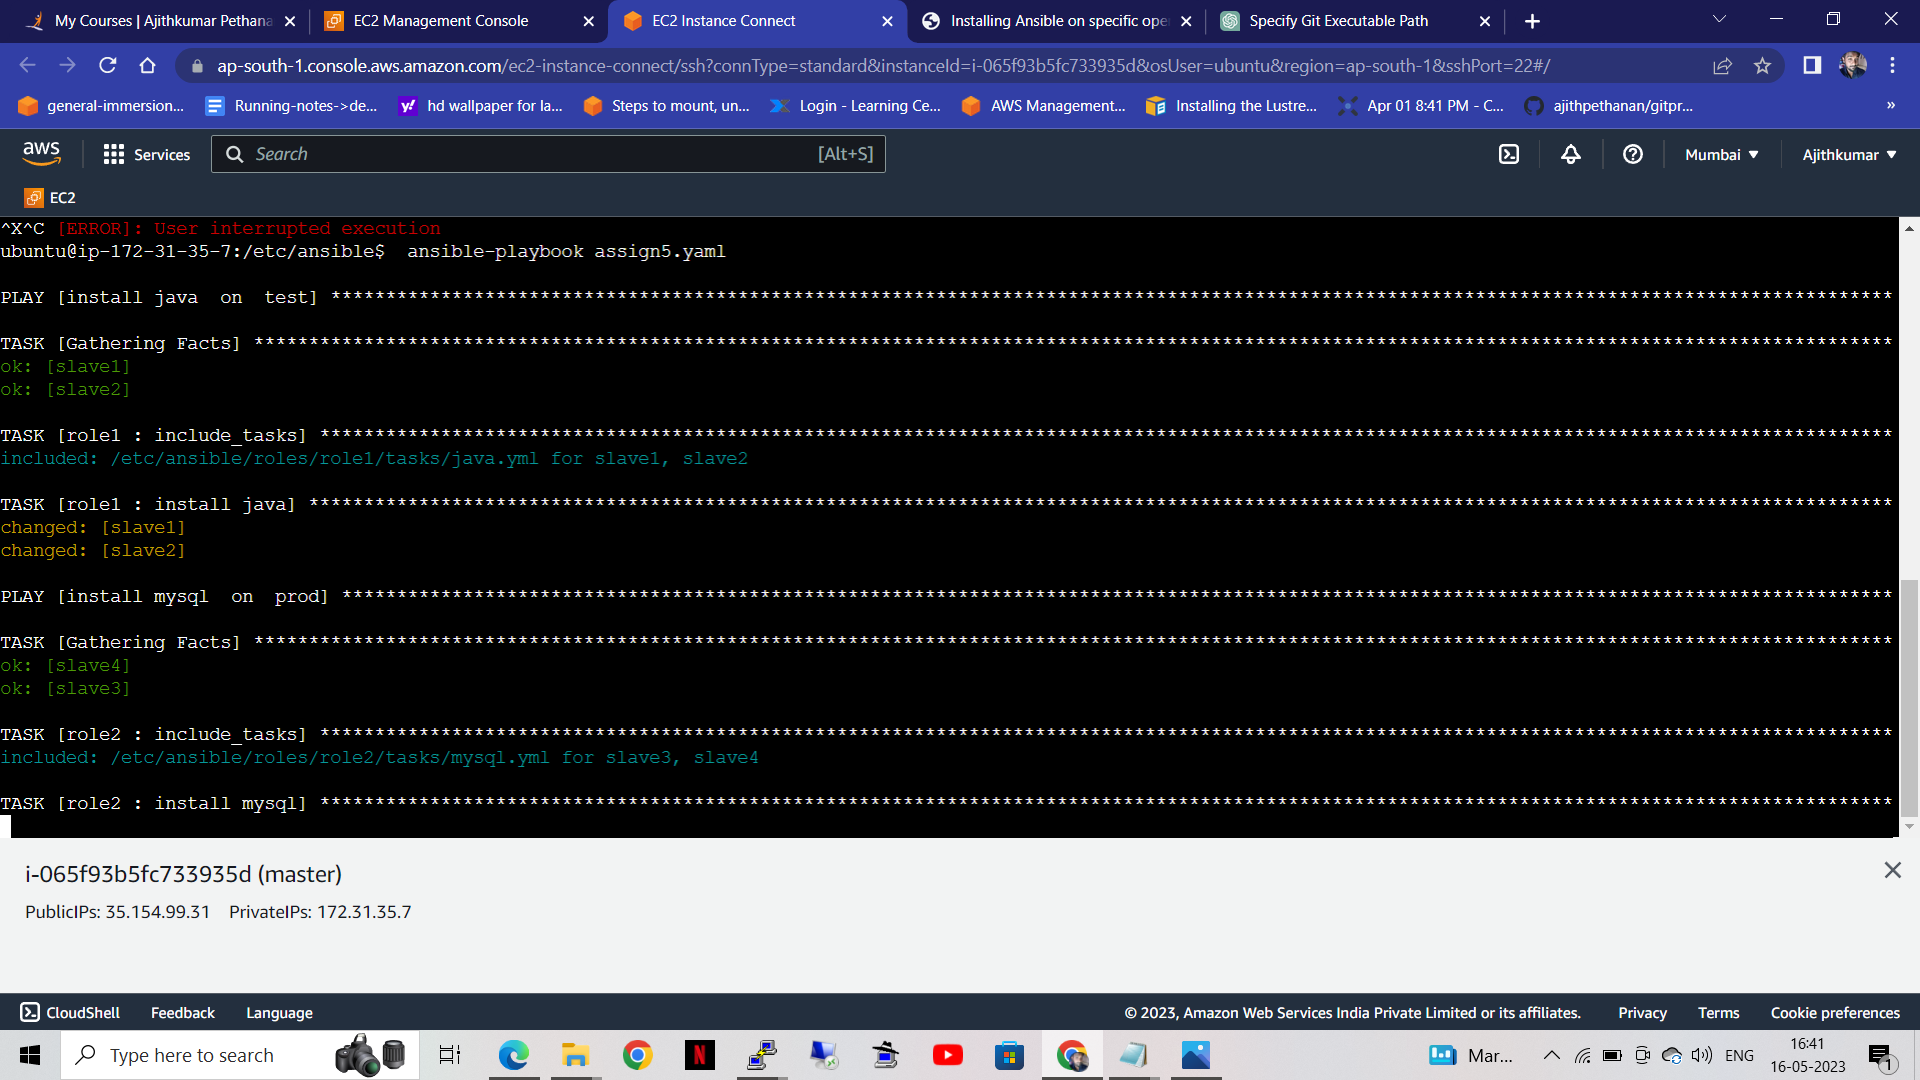 My Courses | Ajithkumar Pethana
EC2 Management Console
EC2 Instance Connect
Installing Ansible on specific ope
Specify Git Executable Path
ap-south-1.console.aws.amazon.com/ec2-instance-connect/ssh?connType=standard&instanceId=i-065f93b5fc733935d&osUser=ubuntu&region=ap-south-1&sshPort=22#/
general-immersion...
Running-notes->de...
hd wallpaper for la...
Steps to mount, un...
Login - Learning Ce...
AWS Management...
Installing the Lustre...
Apr 01 8:41 PM - C...
ajithpethanan/gitpr...
»
aws
Services
Search
[Alt+S]
Mumbai
Ajithkumar
EC2
^X^C [ERROR]: User interrupted execution
ubuntu@ip-172-31-35-7:/etc/ansible$  ansible-playbook assign5.yaml
PLAY [install java  on  test] **********************************************************************************************************************************************
TASK [Gathering Facts] *****************************************************************************************************************************************************
ok: [slave1]
ok: [slave2]
TASK [role1 : include_tasks] ***********************************************************************************************************************************************
included: /etc/ansible/roles/role1/tasks/java.yml for slave1, slave2
TASK [role1 : install java] ************************************************************************************************************************************************
changed: [slave1]
changed: [slave2]
PLAY [install mysql  on  prod] *********************************************************************************************************************************************
TASK [Gathering Facts] *****************************************************************************************************************************************************
ok: [slave4]
ok: [slave3]
TASK [role2 : include_tasks] ***********************************************************************************************************************************************
included: /etc/ansible/roles/role2/tasks/mysql.yml for slave3, slave4
TASK [role2 : install mysql] ***********************************************************************************************************************************************
i-065f93b5fc733935d (master)
PublicIPs: 35.154.99.31    PrivateIPs: 172.31.35.7
CloudShell
Feedback
Language
© 2023, Amazon Web Services India Private Limited or its affiliates.
Privacy
Terms
Cookie preferences
Type here to search
Mar...
ENG
16:41
16-05-2023
1